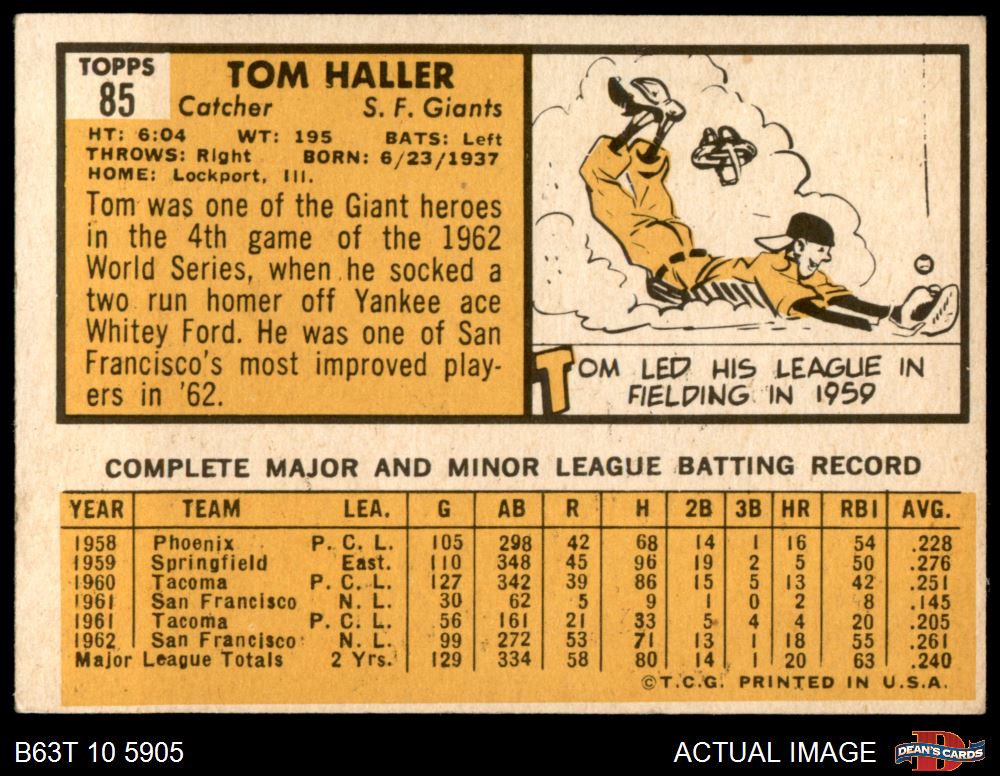 TOPPS
85
TOM HALLER
Catcher S. F. Giants
HT: 6:04 WT: 195 BATS: Left
THROWS: Right BORN: 6/23/1937
HOME: Lockport, Ill.
Tom was one of the Giant heroes
in the 4th game of the 1962
World Series, when he socked a
two run homer off Yankee ace
Whitey Ford. He was one of San
Francisco's most improved play-
ers in '62.
TOM LED HIS LEAGUE IN
FIELDING IN 1959
COMPLETE MAJOR AND MINOR LEAGUE BATTING RECORD
YEAR TEAM LEA. G AB R H 2B 3B HR RBI AVG.
1958 Phoenix P. C. L. 105 298 42 68 14 1 16 54 .228
1959 Springfield East. 110 348 45 96 19 2 5 50 .276
1960 Tacoma P. C. L. 127 342 39 86 15 5 13 42 .251
1961 San Francisco N. L. 30 62 5 9 1 0 2 8 .145
1961 Tacoma P. C. L. 56 161 21 33 5 4 4 20 .205
1962 San Francisco N. L. 99 272 53 71 13 1 18 55 .261
Major League Totals 2 Yrs. 129 334 58 80 14 1 20 63 .240
©T.C.G. PRINTED IN U.S.A.
B63T 10 5905 ACTUAL IMAGE
D
DEAN'S CARDS